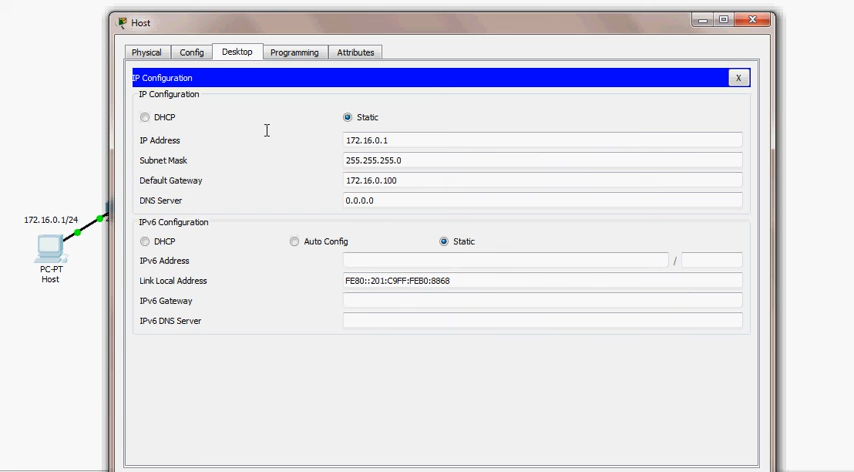 Host
Physical Config Desktop Programming Attributes
IP Configuration X
IP Configuration
DHCP Static
IP Address 172.16.0.1
Subnet Mask 255.255.255.0
Default Gateway 172.16.0.100
DNS Server 0.0.0.0
IPv6 Configuration
DHCP Auto Config Static
IPv6 Address /
Link Local Address FE80::201:C9FF:FEB0:8868
IPv6 Gateway
IPv6 DNS Server
172.16.0.1/24
PC-PT
Host